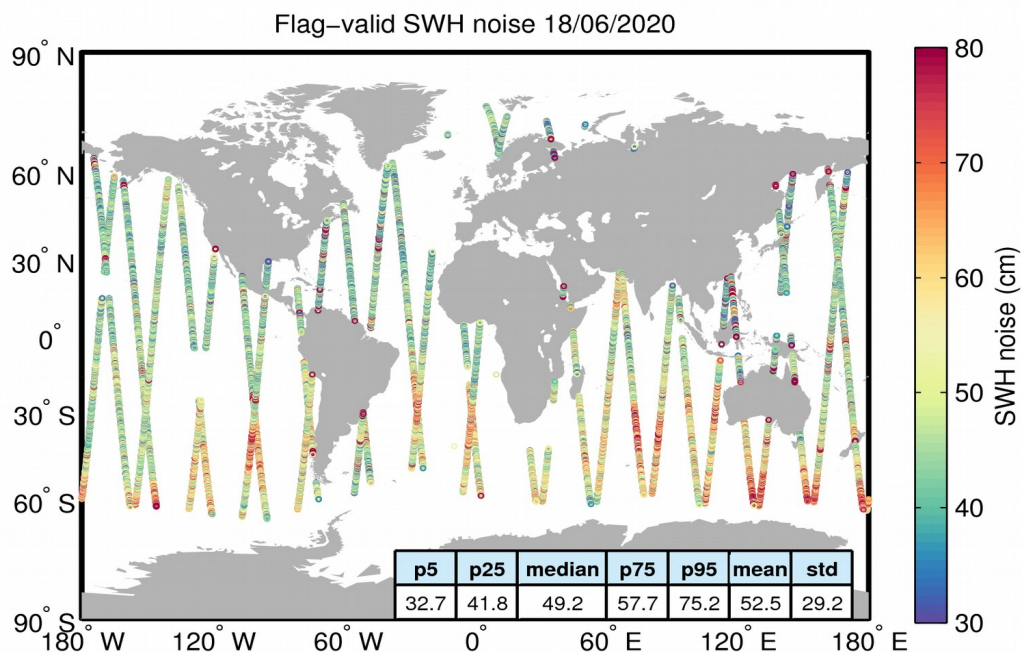 Flag–valid SWH noise 18/06/2020
90° N
60° N
30° N
0°
30° S
60° S
90° S
180° W
120° W
60° W
0°
60° E
120° E
180° E
p5 p25 median p75 p95 mean std
32.7 41.8 49.2 57.7 75.2 52.5 29.2
80
70
60
50
40
30
SWH noise (cm)